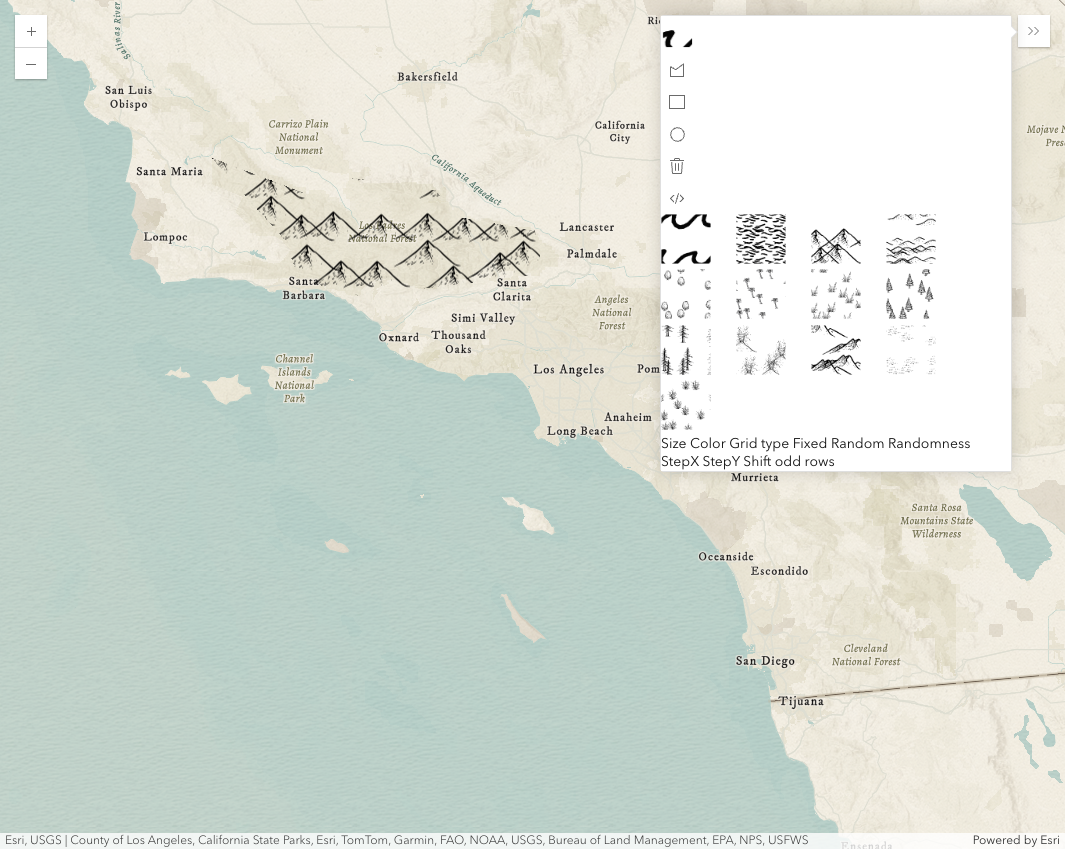 Salinas River
Bakersfield
San Luis
Obispo
Carrizo Plain
National
Monument
California
City
Mojave N
Pres
California Aqueduct
Santa Maria
Lompoc
Los Padres
National Forest
Lancaster
Palmdale
Santa
Barbara
Santa
Clarita
Angeles
National
Forest
Simi Valley
Oxnard
Thousand
Oaks
Channel
Islands
National
Park
Los Angeles
Pom
Anaheim
Long Beach
Size Color Grid type Fixed Random Randomness
StepX StepY Shift odd rows
Murrieta
Santa Rosa
Mountains State
Wilderness
Oceanside
Escondido
Cleveland
National Forest
San Diego
Tijuana
Ensenada
Esri, USGS | County of Los Angeles, California State Parks, Esri, TomTom, Garmin, FAO, NOAA, USGS, Bureau of Land Management, EPA, NPS, USFWS
Powered by Esri